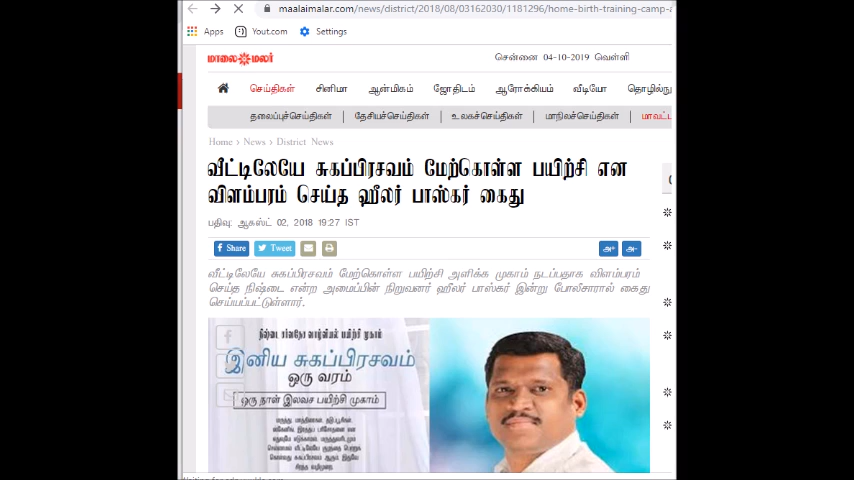 maalaimalar.com/news/district/2018/08/03162030/1181296/home-birth-training-camp-a
Apps Yout.com Settings
மாலை மலர்
சென்னை 04-10-2019 வெள்ளி
செய்திகள் சினிமா ஆன்மிகம் ஜோதிடம் ஆரோக்கியம் வீடியோ தொழில்நு
தலைப்புச்செய்திகள் | தேசியச்செய்திகள் | உலகச்செய்திகள் | மாநிலச்செய்திகள் | மாவட்ட
Home › News › District News
வீட்டிலேயே சுகப்பிரசவம் மேற்கொள்ள பயிற்சி என
விளம்பரம் செய்த ஹீலர் பாஸ்கர் கைது
பதிவு: ஆகஸ்ட் 02, 2018 19:27 IST
Share Tweet அ+ அ-
வீட்டிலேயே சுகப்பிரசவம் மேற்கொள்ள பயிற்சி அளிக்க முகாம் நடப்பதாக விளம்பரம்
செய்த நிஷ்டை என்ற அமைப்பின் நிறுவனர் ஹீலர் பாஸ்கர் இன்று போலீசாரால் கைது
செய்யப்பட்டுள்ளார்.
இனிய சுகப்பிரசவம்
ஒரு வரம்
ஒரு நாள் இலவச பயிற்சி முகாம்